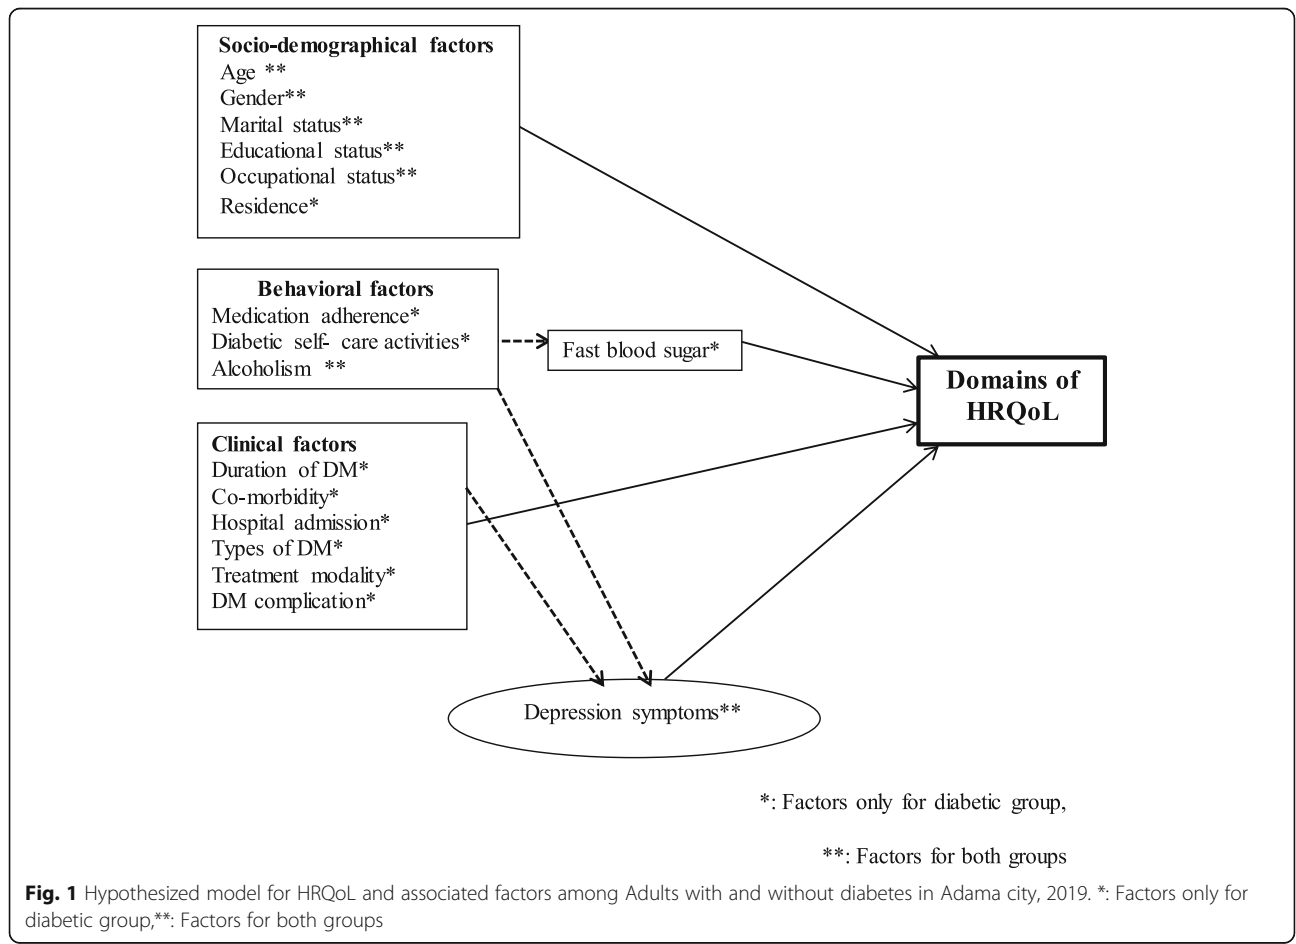 Socio-demographical factors
Age **
Gender**
Marital status**
Educational status**
Occupational status**
Residence*
Behavioral factors
Medication adherence*
Diabetic self- care activities*
Alcoholism **
Fast blood sugar*
Domains of
HRQoL
Clinical factors
Duration of DM*
Co-morbidity*
Hospital admission*
Types of DM*
Treatment modality*
DM complication*
Depression symptoms**
*: Factors only for diabetic group,
**: Factors for both groups
Fig. 1 Hypothesized model for HRQoL and associated factors among Adults with and without diabetes in Adama city, 2019. *: Factors only for
diabetic group,**: Factors for both groups